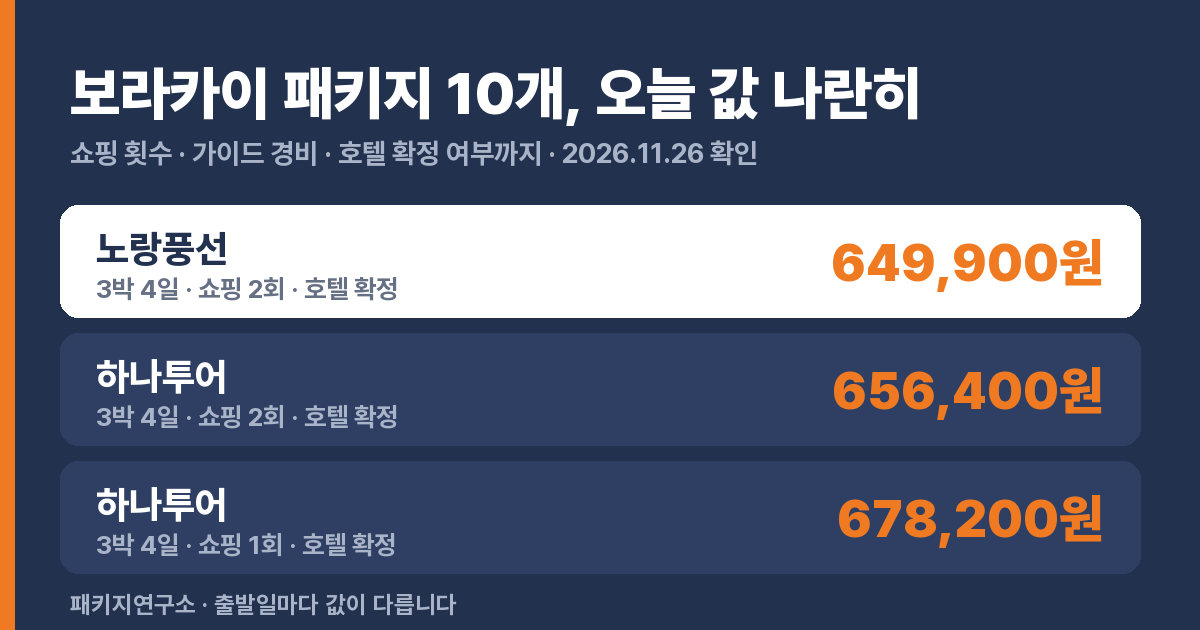 보라카이 패키지 10개, 오늘 값 나란히
쇼핑 횟수 · 가이드 경비 · 호텔 확정 여부까지 · 2026.11.26 확인
노랑풍선
649,900원
3박 4일 · 쇼핑 2회 · 호텔 확정
하나투어
656,400원
3박 4일 · 쇼핑 2회 · 호텔 확정
하나투어
678,200원
3박 4일 · 쇼핑 1회 · 호텔 확정
패키지연구소 · 출발일마다 값이 다릅니다